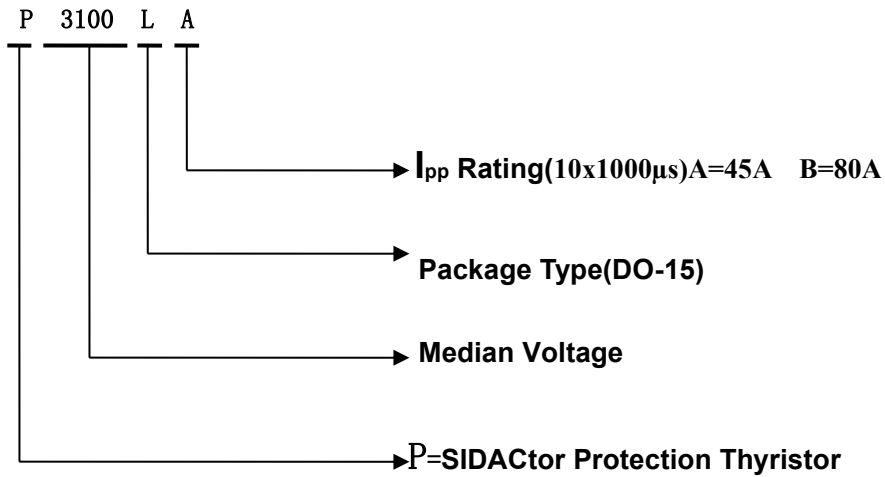 P 3100 L A
Ipp Rating(10x1000μs)A=45A B=80A
Package Type(DO-15)
Median Voltage
P=SIDACtor Protection Thyristor